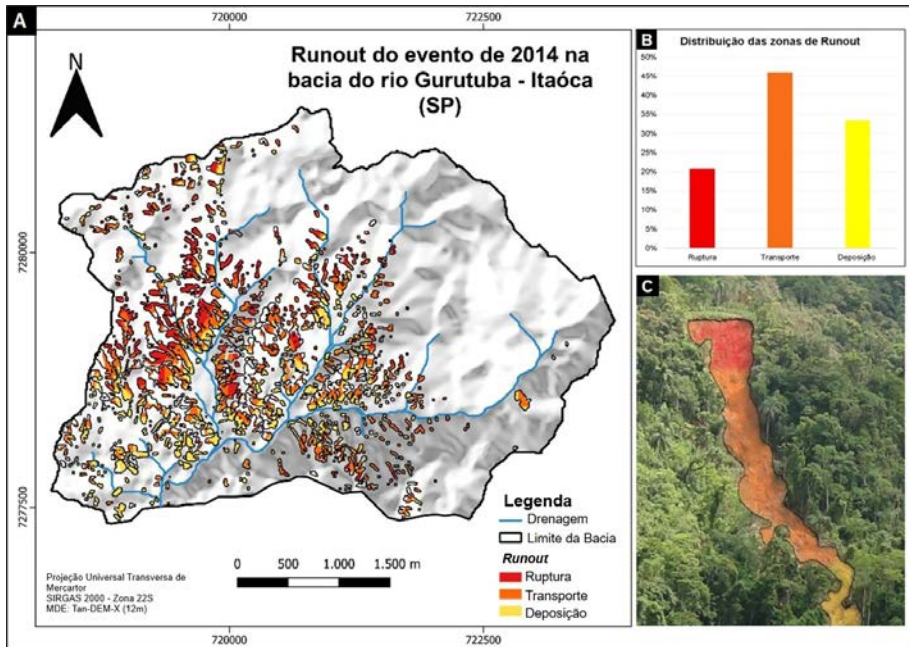 A
720000
722500
Runout do evento de 2014 na
bacia do rio Gurutuba - Itaóca
(SP)
N
7280000
7277500
Legenda
Drenagem
Limite da Bacia
Runout
Ruptura
Transporte
Deposição
0 500 1.000 1.500 m
Projeção Universal Transversa de
Mercartor
SIRGAS 2000 - Zona 22S
MDE: Tan-DEM-X (12m)
720000
722500
B
Distribuição das zonas de Runout
50%
45%
40%
35%
30%
25%
20%
15%
10%
5%
0%
Ruptura Transporte Deposição
C